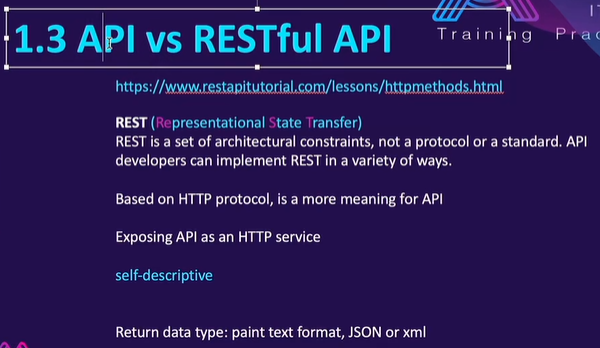 1.3 API vs RESTful API
Training Prac
https://www.restapitutorial.com/lessons/httpmethods.html
REST (Representational State Transfer)
REST is a set of architectural constraints, not a protocol or a standard. API
developers can implement REST in a variety of ways.
Based on HTTP protocol, is a more meaning for API
Exposing API as an HTTP service
self-descriptive
Return data type: paint text format, JSON or xml